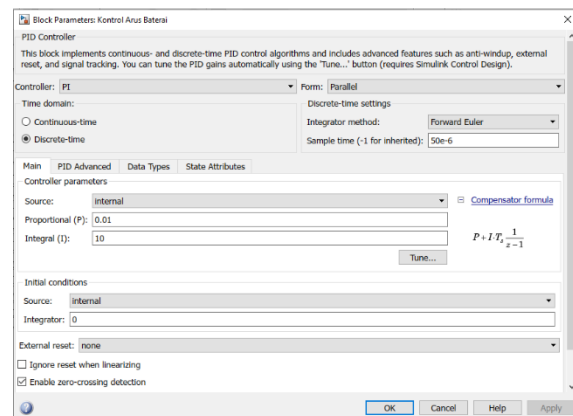 Block Parameters: Kontrol Arus Baterai
PID Controller
This block implements continuous- and discrete-time PID control algorithms and includes advanced features such as anti-windup, external
reset, and signal tracking. You can tune the PID gains automatically using the 'Tune...' button (requires Simulink Control Design).
Controller: PI
Form: Parallel
Time domain:
Discrete-time settings
Continuous-time
Integrator method: Forward Euler
Discrete-time
Sample time (-1 for inherited): 50e-6
Main PID Advanced Data Types State Attributes
Controller parameters
Source: internal
Compensator formula
Proportional (P): 0.01
Integral (I): 10
P+I·Ts 1/(z−1)
Tune...
Initial conditions
Source: internal
Integrator: 0
External reset: none
Ignore reset when linearizing
Enable zero-crossing detection
OK Cancel Help Apply